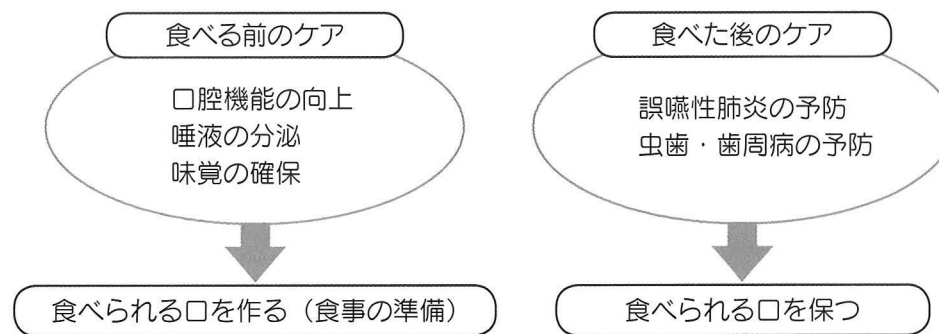 食べる前のケア
口腔機能の向上
唾液の分泌
味覚の確保
食べられる口を作る（食事の準備）
食べた後のケア
誤嚥性肺炎の予防
虫歯・歯周病の予防
食べられる口を保つ